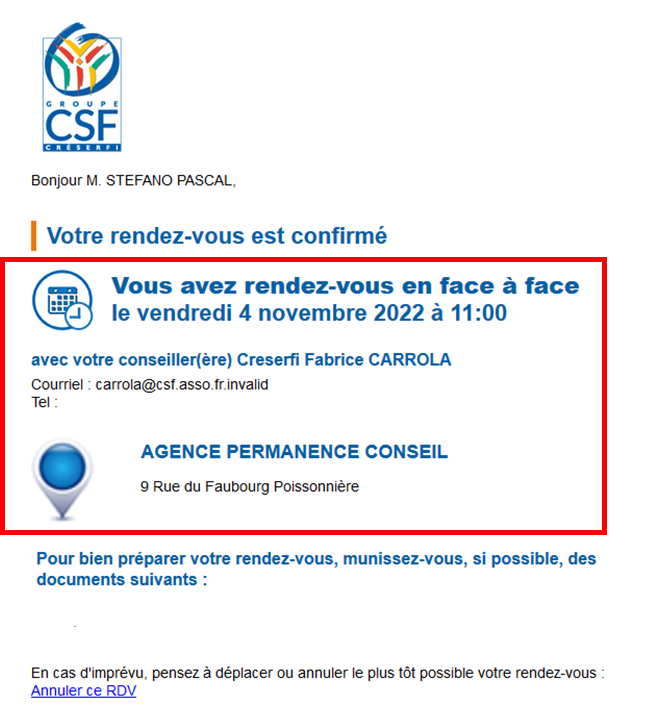 GROUPE
CSF
CRÉSERFI
Bonjour M. STEFANO PASCAL,
Votre rendez-vous est confirmé
Vous avez rendez-vous en face à face
le vendredi 4 novembre 2022 à 11:00
avec votre conseiller(ère) Creserfi Fabrice CARROLA
Courriel : carrola@csf.asso.fr.invalid
Tel :
AGENCE PERMANENCE CONSEIL
9 Rue du Faubourg Poissonnière
Pour bien préparer votre rendez-vous, munissez-vous, si possible, des
documents suivants :
.
En cas d'imprévu, pensez à déplacer ou annuler le plus tôt possible votre rendez-vous :
Annuler ce RDV